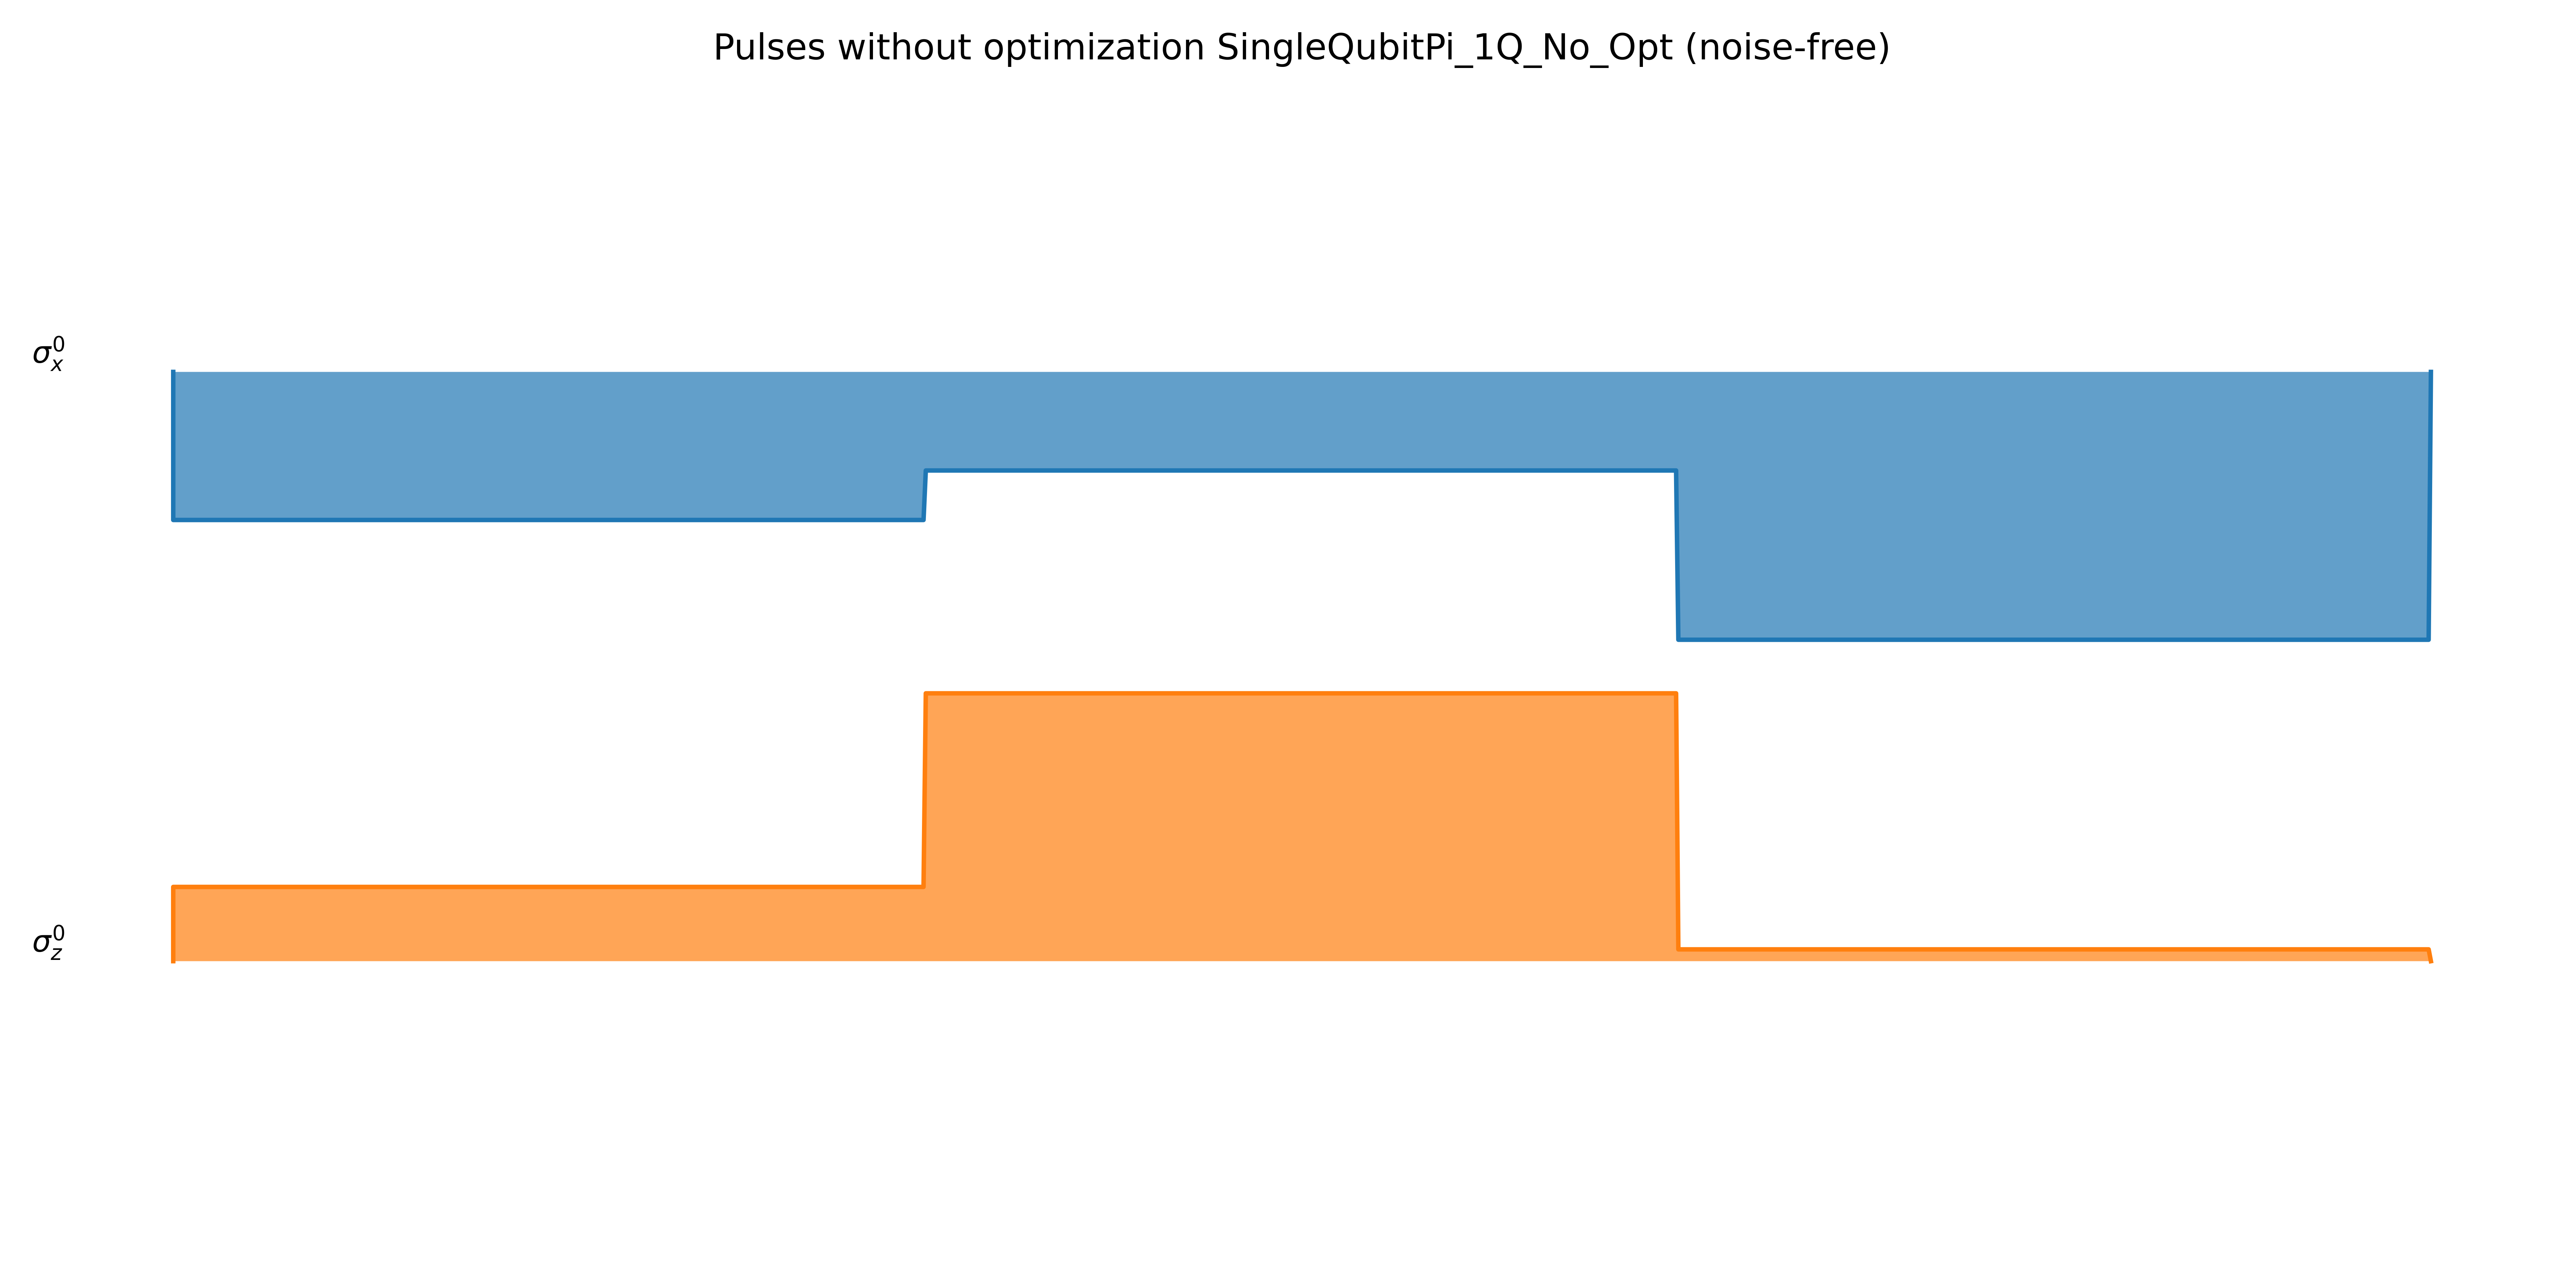 Pulses without optimization SingleQubitPi_1Q_No_Opt (noise-free)
σ_x^0
σ_z^0